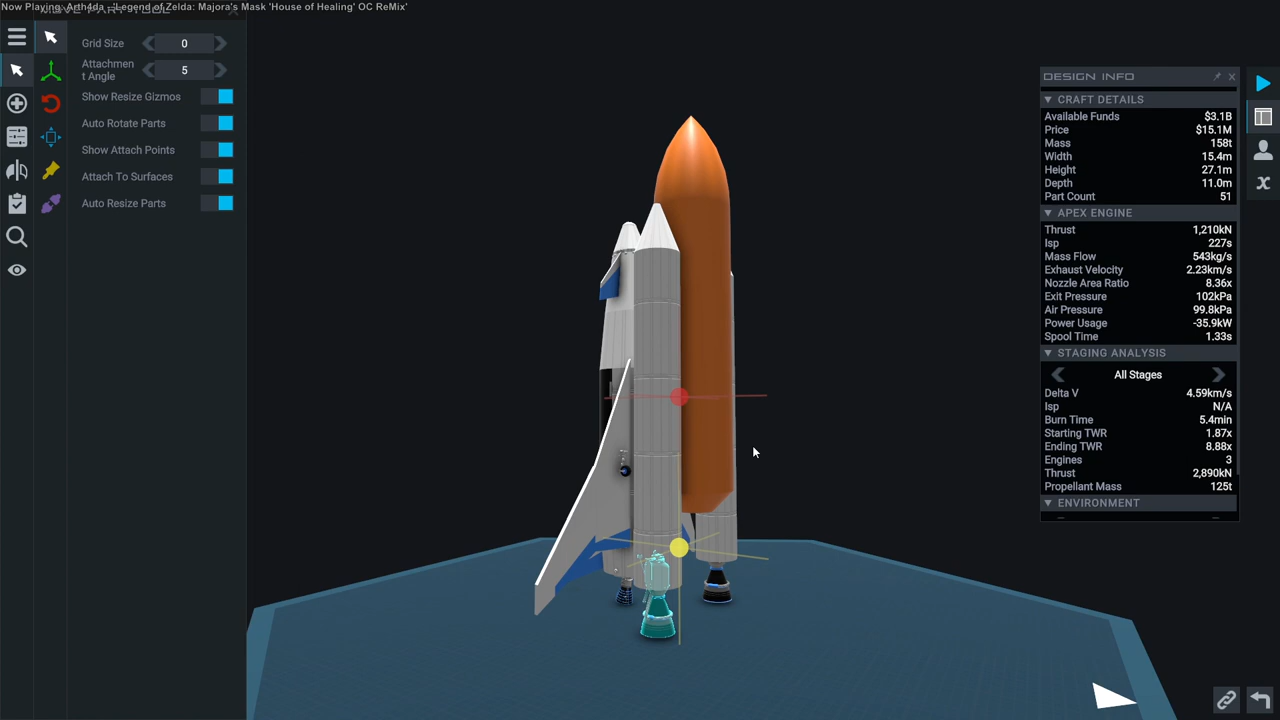 Now Playing: Arth4da - 'Legend of Zelda: Majora's Mask 'House of Healing' OC ReMix'
MOVE PART TOOL
Grid Size 0
Attachmen
t Angle 5
Show Resize Gizmos
Auto Rotate Parts
Show Attach Points
Attach To Surfaces
Auto Resize Parts
DESIGN INFO
CRAFT DETAILS
Available Funds $3.1B
Price $15.1M
Mass 158t
Width 15.4m
Height 27.1m
Depth 11.0m
Part Count 51
APEX ENGINE
Thrust 1,210kN
Isp 227s
Mass Flow 543kg/s
Exhaust Velocity 2.23km/s
Nozzle Area Ratio 8.36x
Exit Pressure 102kPa
Air Pressure 99.8kPa
Power Usage -35.9kW
Spool Time 1.33s
STAGING ANALYSIS
All Stages
Delta V 4.59km/s
Isp N/A
Burn Time 5.4min
Starting TWR 1.87x
Ending TWR 8.88x
Engines 3
Thrust 2,890kN
Propellant Mass 125t
ENVIRONMENT